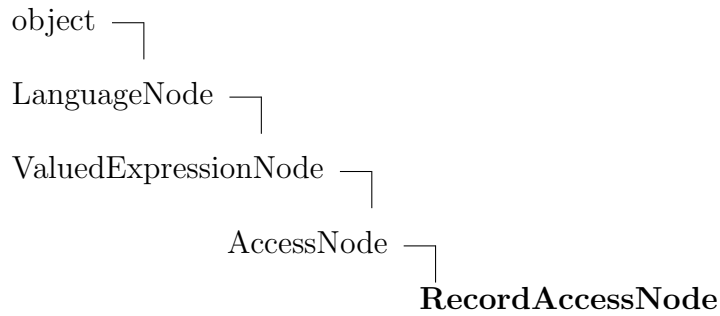 object
LanguageNode
ValuedExpressionNode
AccessNode
RecordAccessNode